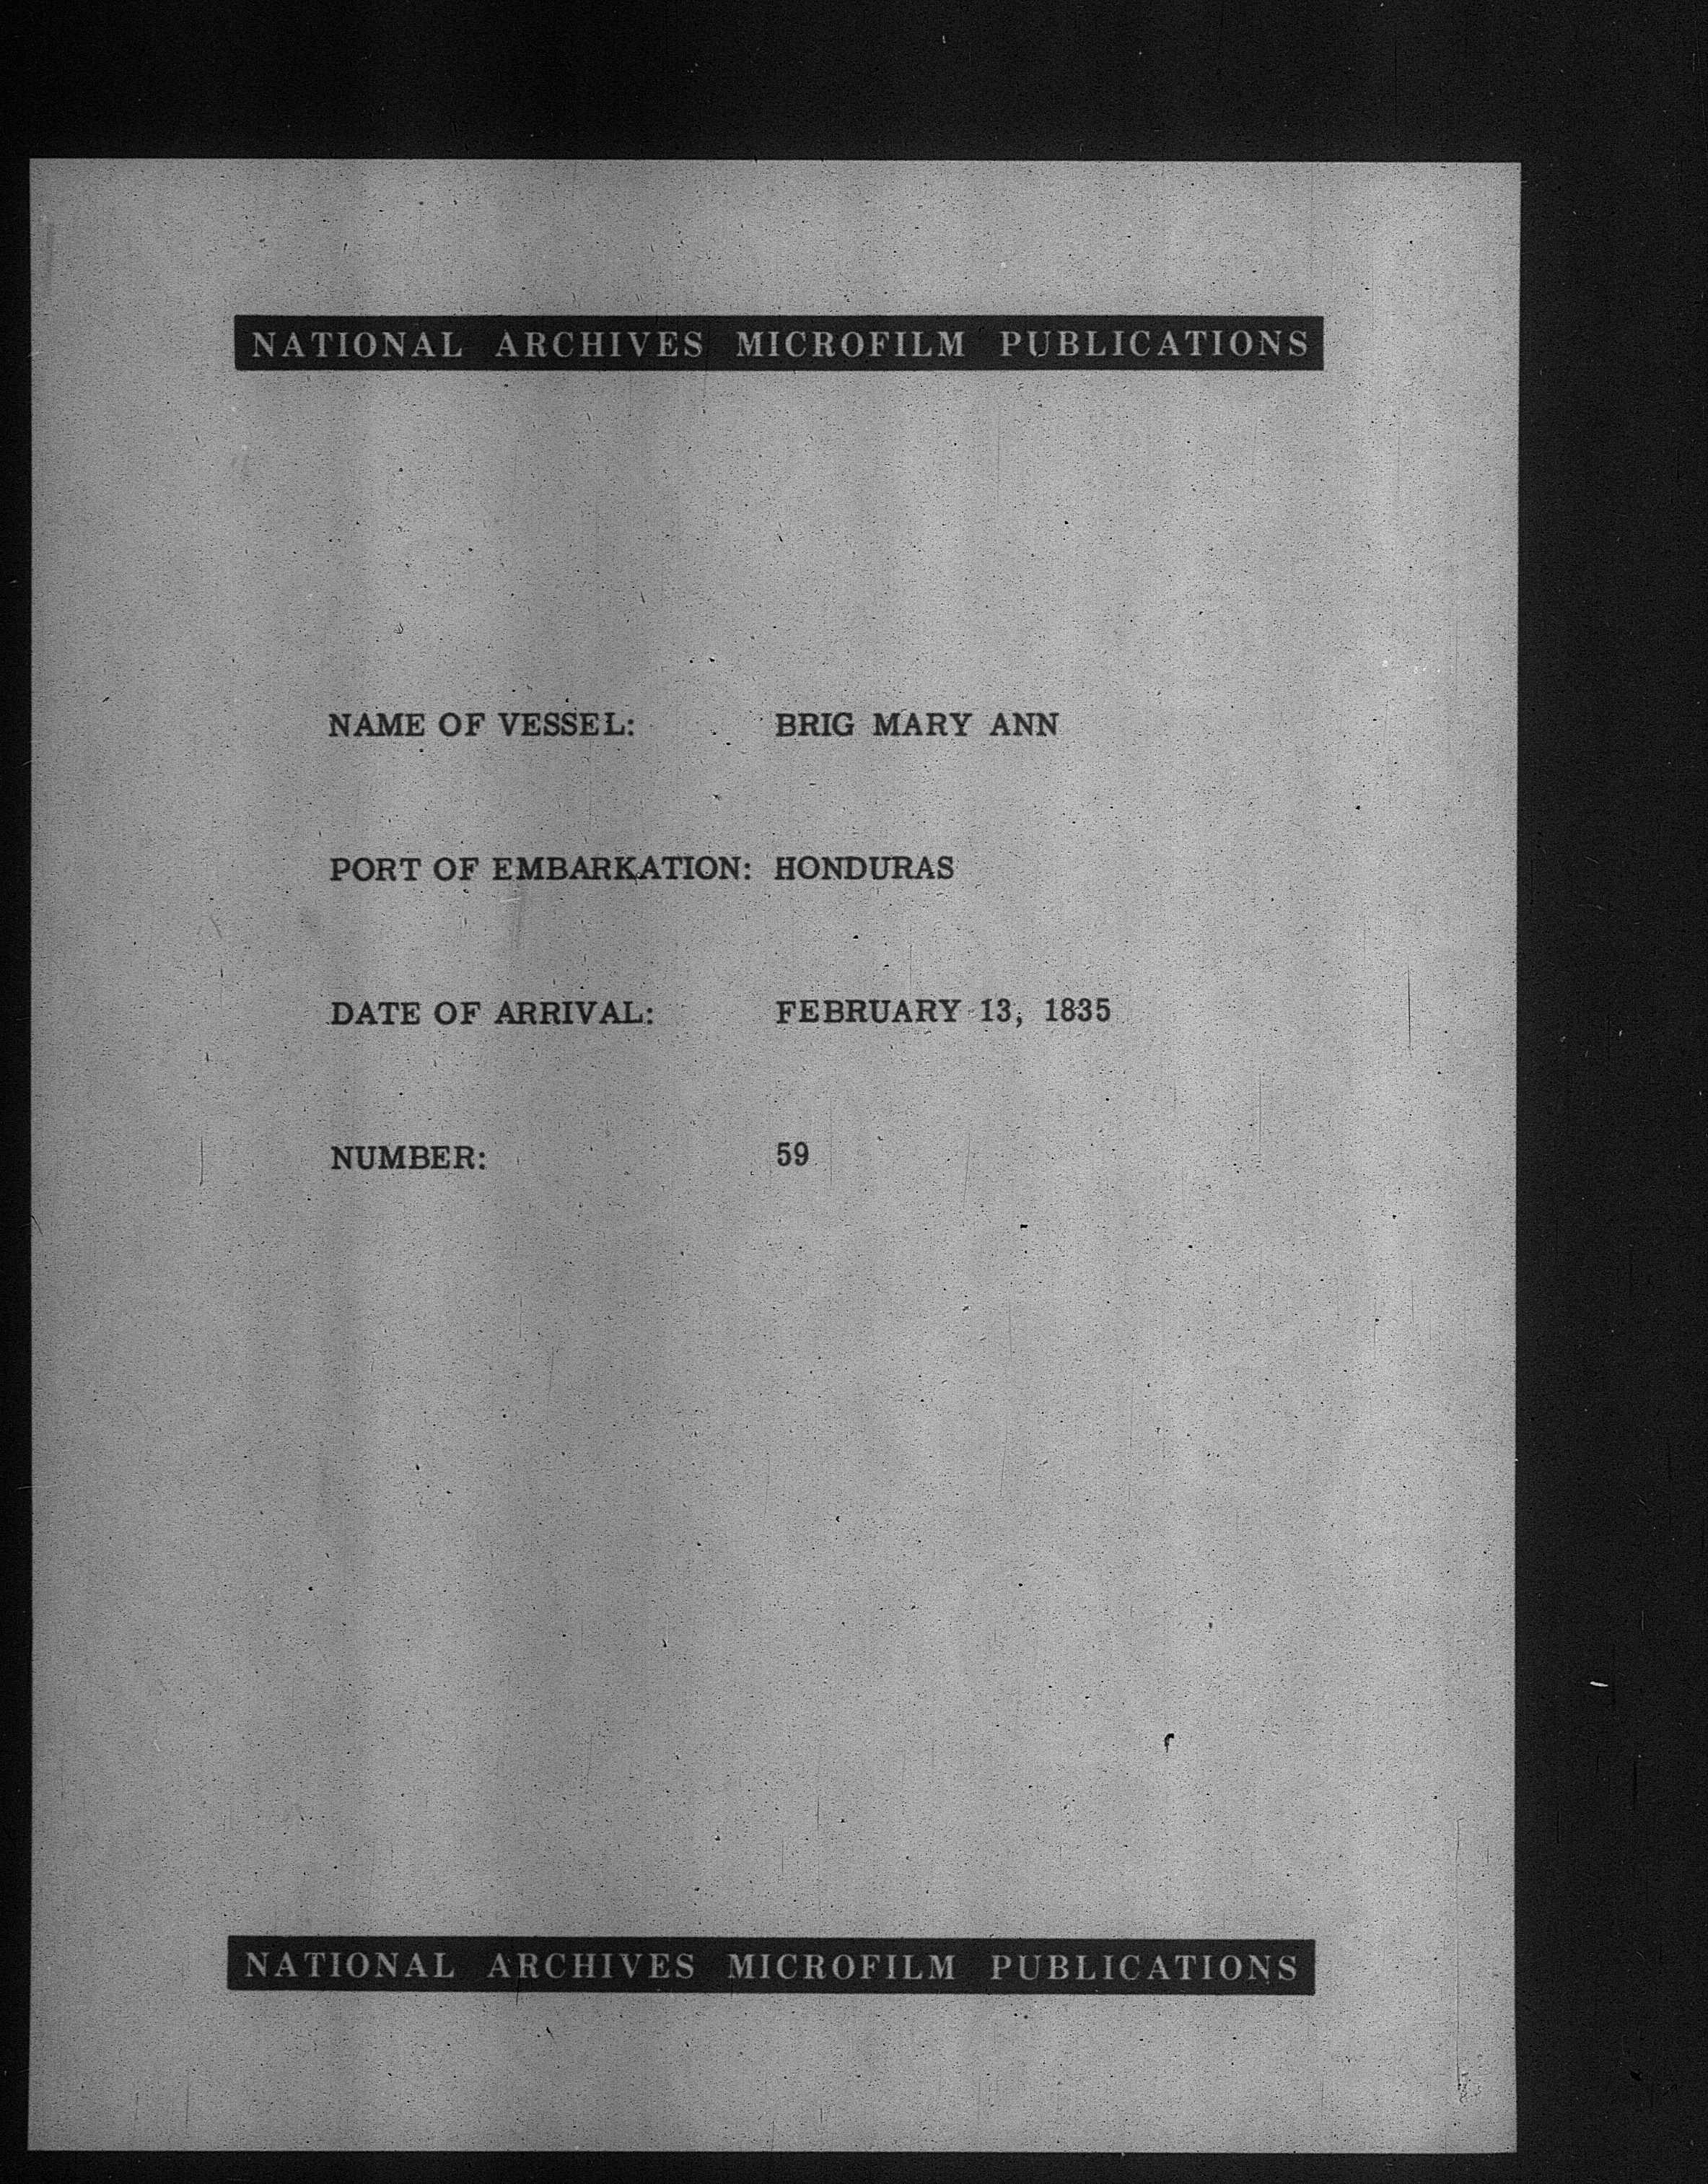 NATIONAL ARCHIVES MICROFILM PUBLICATIONS
NAME OF VESSEL: BRIG MARY ANN
PORT OF EMBARKATION: HONDURAS
DATE OF ARRIVAL: FEBRUARY 13, 1835
NUMBER: 59
NATIONAL ARCHIVES MICROFILM PUBLICATIONS